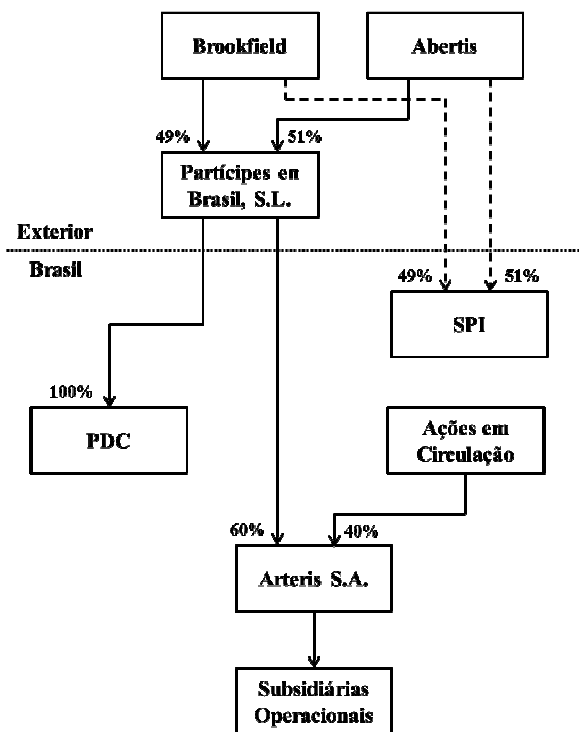 Brookfield
Abertis
49%
51%
Partícipes en
Brasil, S.L.
Exterior
Brasil
49%
51%
SPI
100%
PDC
Ações em
Circulação
60%
40%
Arteris S.A.
Subsidiárias
Operacionais